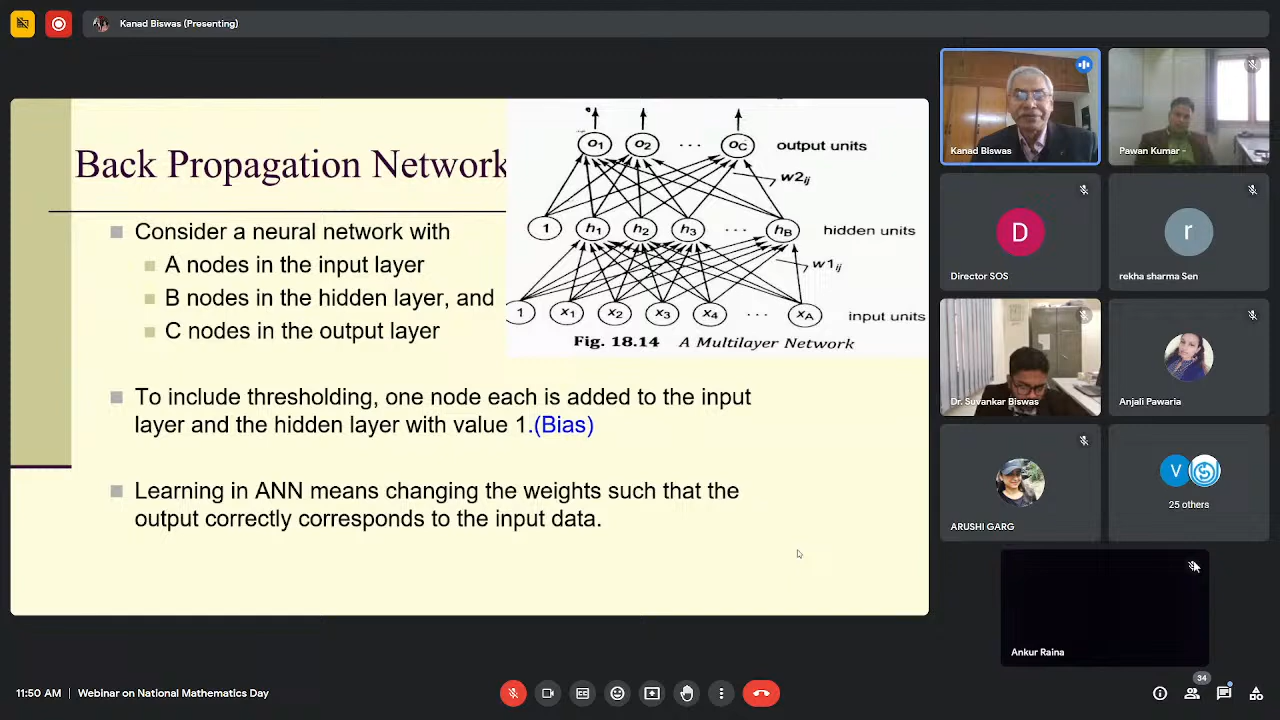 Kanad Biswas (Presenting)
Back Propagation Network
Consider a neural network with
A nodes in the input layer
B nodes in the hidden layer, and
C nodes in the output layer
o1 o2 ... oC output units
w2ij
1 h1 h2 h3 ... hB hidden units
w1ij
1 x1 x2 x3 x4 ... xA input units
Fig. 18.14 A Multilayer Network
To include thresholding, one node each is added to the input
layer and the hidden layer with value 1.(Bias)
Learning in ANN means changing the weights such that the
output correctly corresponds to the input data.
Kanad Biswas
Pawan Kumar -
D
Director SOS
r
rekha sharma Sen
Dr. Suvankar Biswas
Anjali Pawaria
ARUSHI GARG
V
25 others
Ankur Raina
11:50 AM | Webinar on National Mathematics Day
34